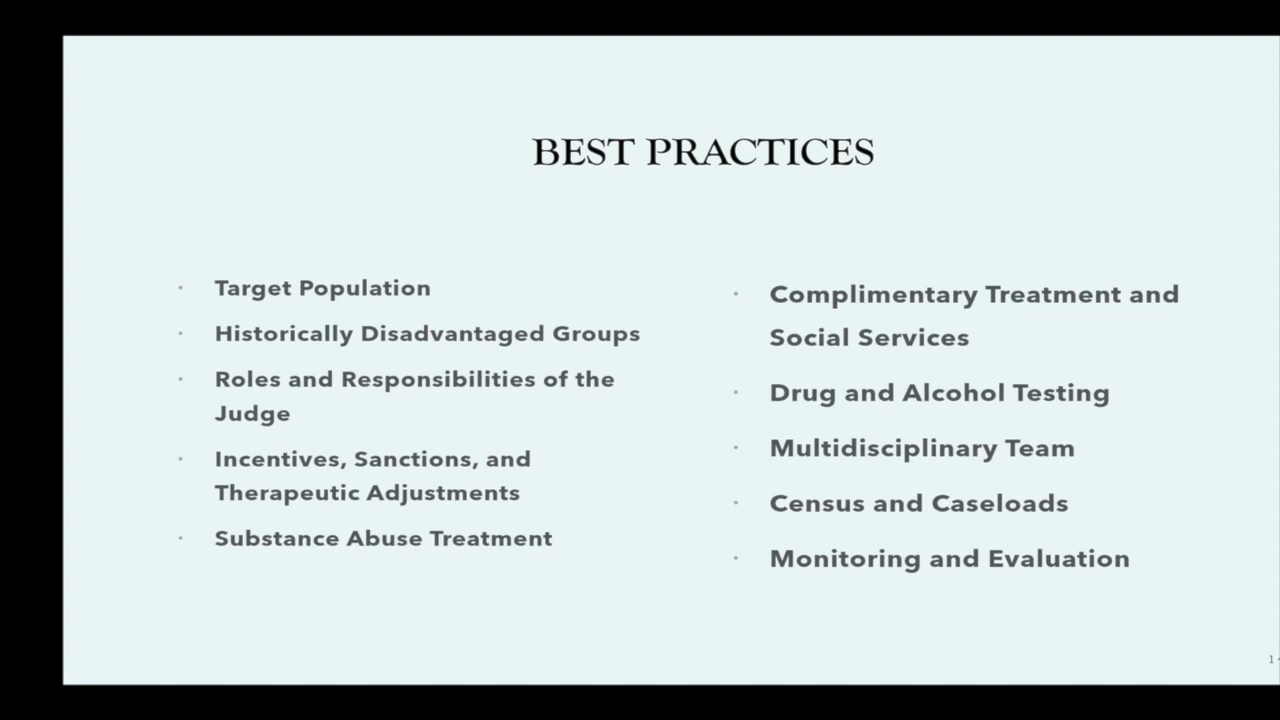 BEST PRACTICES
Target Population
Historically Disadvantaged Groups
Roles and Responsibilities of the
Judge
Incentives, Sanctions, and
Therapeutic Adjustments
Substance Abuse Treatment
Complimentary Treatment and
Social Services
Drug and Alcohol Testing
Multidisciplinary Team
Census and Caseloads
Monitoring and Evaluation